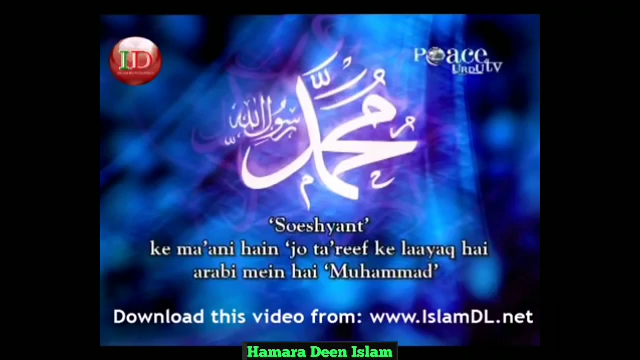 ID
Peace
URDU TV
محمد
رسول الله
‘Soeshyant’
ke ma’ani hain ‘jo ta’reef ke laayaq hai
arabi mein hai ‘Muhammad’
Download this video from: www.IslamDL.net
Hamara Deen Islam